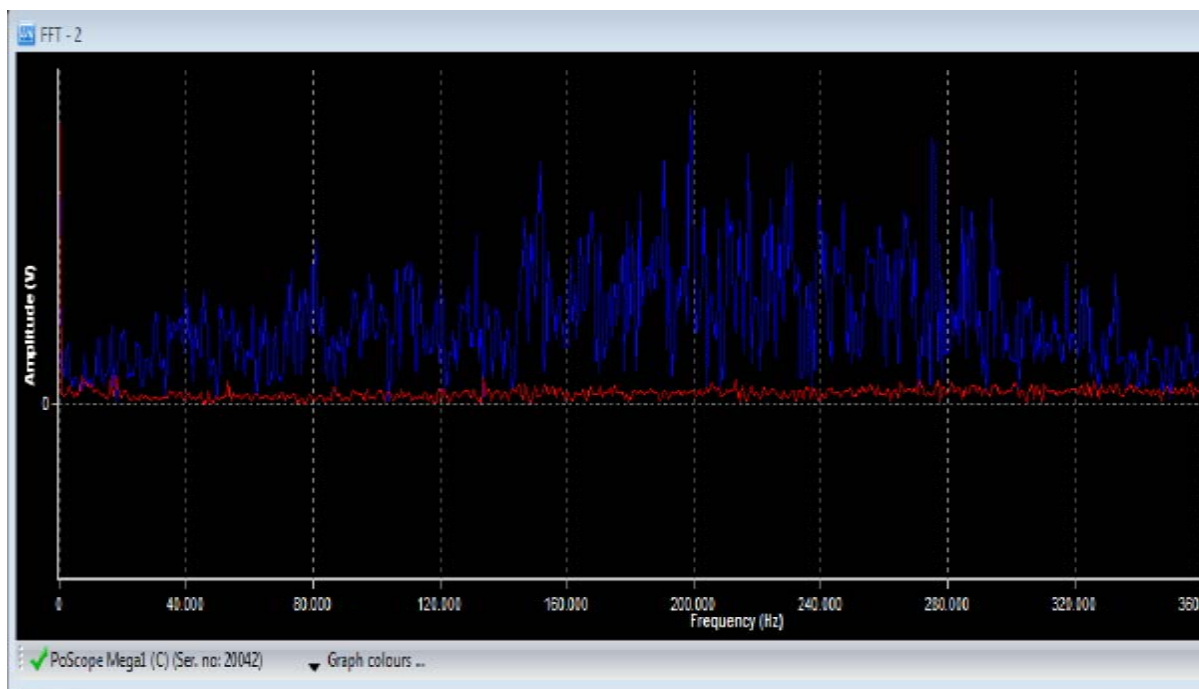 FFT - 2
Amplitude (V)
0
0 40.000 80.000 120.000 160.000 200.000 240.000 280.000 320.000 360
Frequency (Hz)
PoScope Mega1 (C) (Ser. no: 20042) Graph colours ...